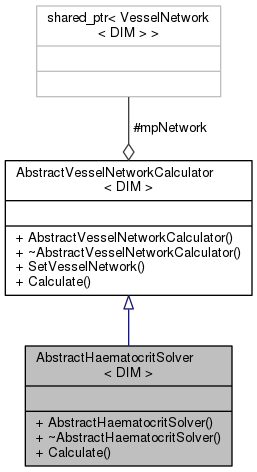 shared_ptr< VesselNetwork
< DIM > >
#mpNetwork
AbstractVesselNetworkCalculator
< DIM >
+ AbstractVesselNetworkCalculator()
+ ~AbstractVesselNetworkCalculator()
+ SetVesselNetwork()
+ Calculate()
AbstractHaematocritSolver
< DIM >
+ AbstractHaematocritSolver()
+ ~AbstractHaematocritSolver()
+ Calculate()